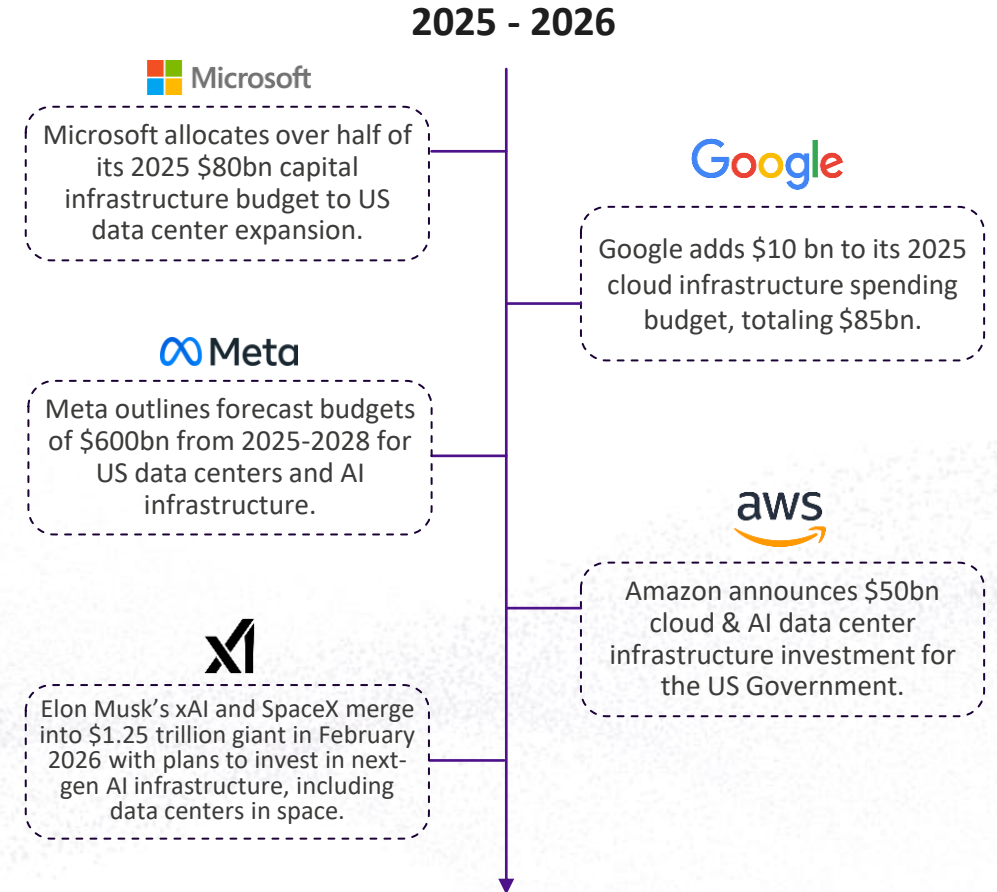 2025 - 2026
Microsoft
Microsoft allocates over half of
its 2025 $80bn capital
infrastructure budget to US
data center expansion.
Google
Google adds $10 bn to its 2025
cloud infrastructure spending
budget, totaling $85bn.
Meta
Meta outlines forecast budgets
of $600bn from 2025-2028 for
US data centers and AI
infrastructure.
aws
Amazon announces $50bn
cloud & AI data center
infrastructure investment for
the US Government.
xAI
Elon Musk’s xAI and SpaceX merge
into $1.25 trillion giant in February
2026 with plans to invest in next-
gen AI infrastructure, including
data centers in space.